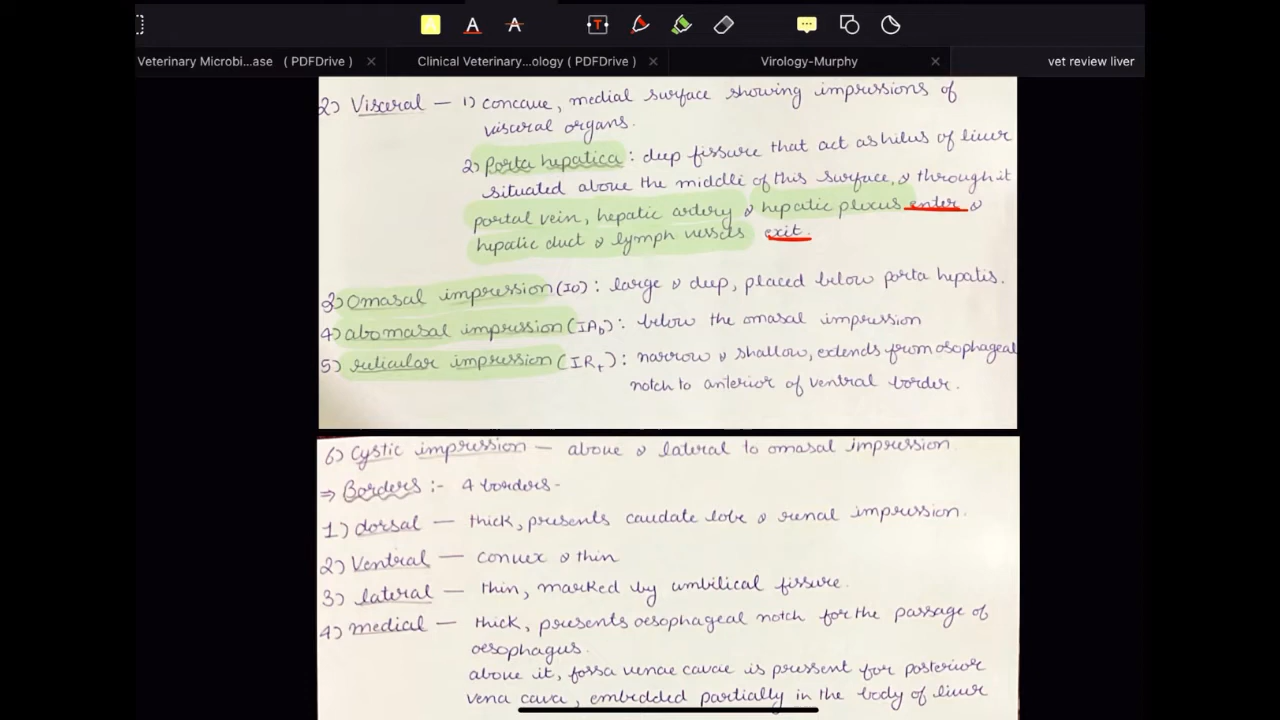 A A A T
Veterinary Microbi...ase ( PDFDrive ) ×
Clinical Veterinary...ology ( PDFDrive ) ×
Virology-Murphy ×
vet review liver
2) Visceral — 1) concave, medial surface showing impressions of
visceral organs.
2) Porta hepatica : deep fissure that act as hilus of liver
situated above the middle of this surface, & through it
portal vein, hepatic artery & hepatic plexus enter &
hepatic duct & lymph vessels exit.
3) Omasal impression (IO) : large & deep, placed below porta hepatis.
4) abomasal impression (IAb) : below the omasal impression
5) reticular impression (IRt) : narrow & shallow, extends from osophageal
notch to anterior of ventral border.
6) Cystic impression — above & lateral to omasal impression
⇒ Borders :- 4 borders-
1) dorsal — thick, presents caudate lobe & renal impression.
2) Ventral — convex & thin
3) lateral — thin, marked by umbilical fissure.
4) medial — thick, presents oesophageal notch for the passage of
oesophagus.
above it, fossa venae cavae is pressent for posterior
vena cava, embedded partially in the body of liver